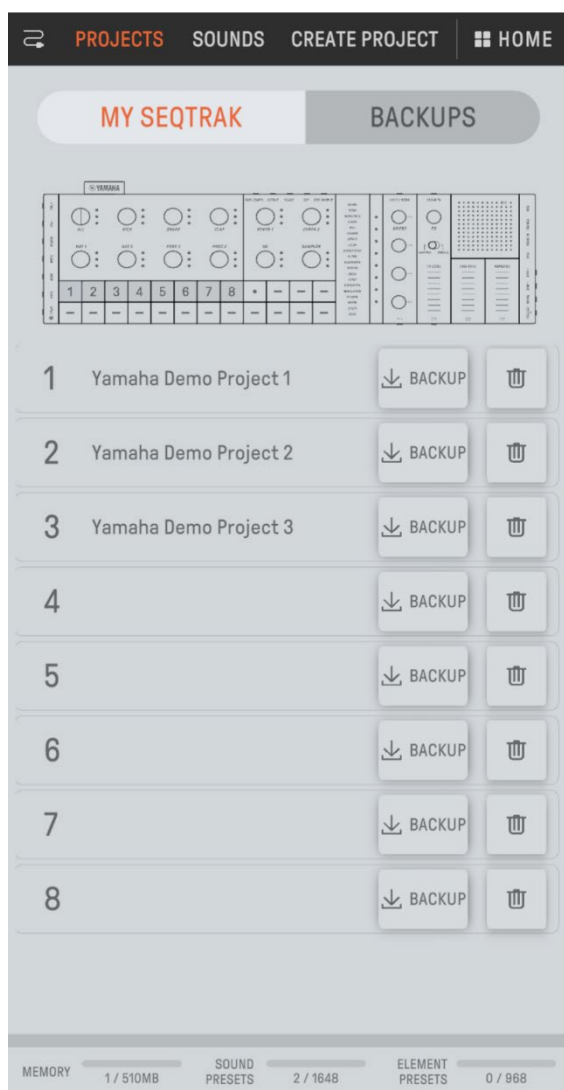 PROJECTS SOUNDS CREATE PROJECT HOME
MY SEQTRAK BACKUPS
YAMAHA
1 2 3 4 5 6 7 8
1 Yamaha Demo Project 1 BACKUP
2 Yamaha Demo Project 2 BACKUP
3 Yamaha Demo Project 3 BACKUP
4 BACKUP
5 BACKUP
6 BACKUP
7 BACKUP
8 BACKUP
MEMORY 1 / 510MB SOUND PRESETS 2 / 1648 ELEMENT PRESETS 0 / 968